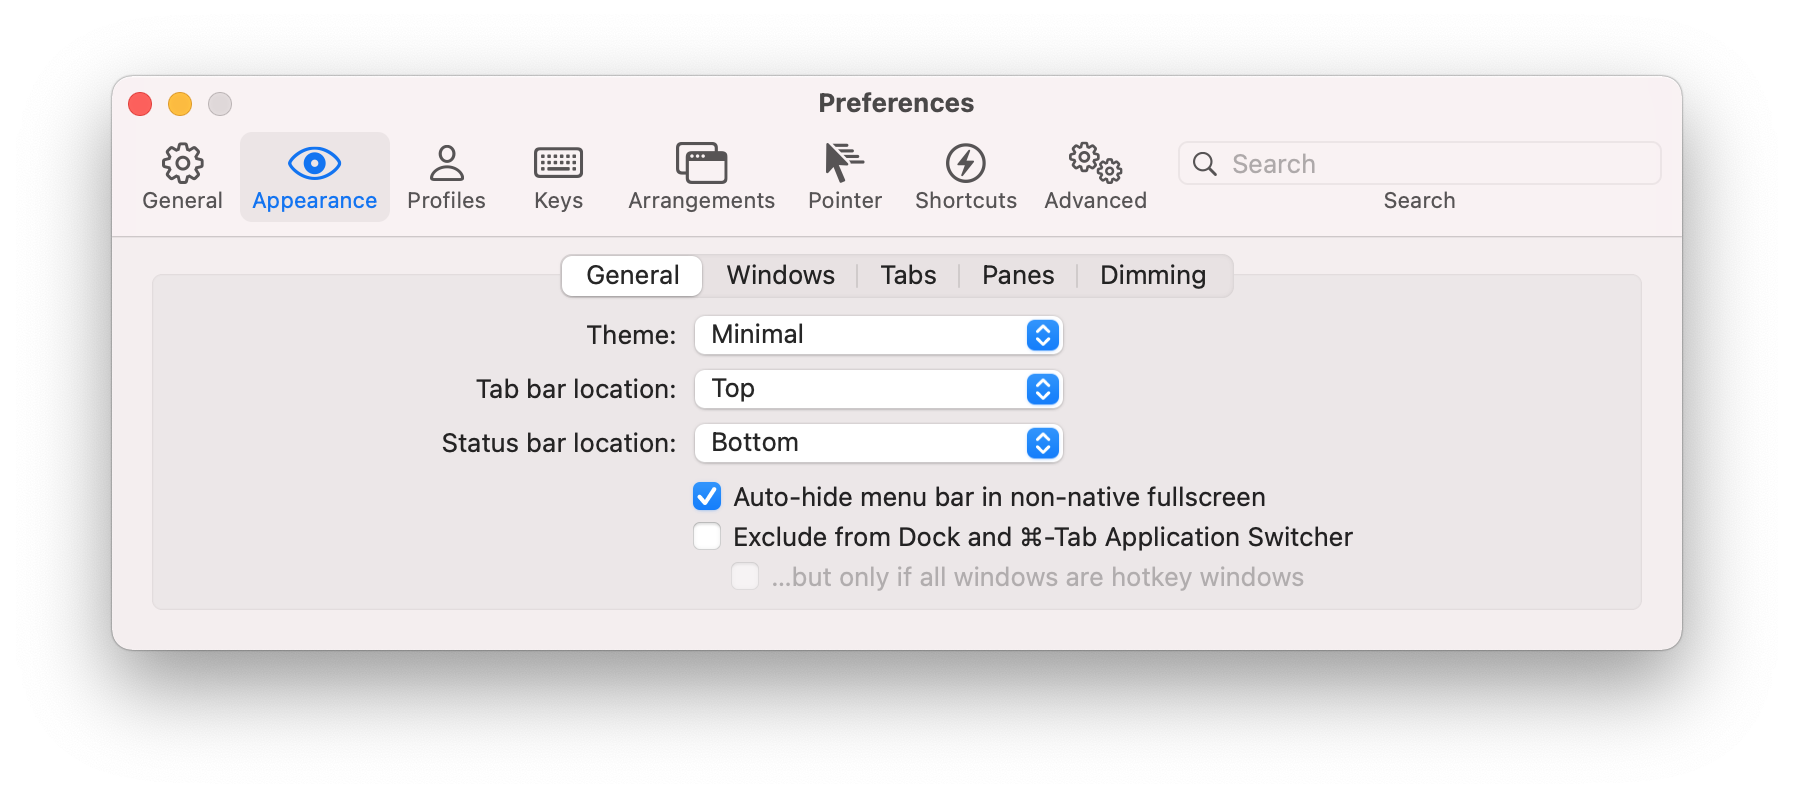 Preferences
General Appearance Profiles Keys Arrangements Pointer Shortcuts Advanced Search
Search
General Windows Tabs Panes Dimming
Theme: Minimal
Tab bar location: Top
Status bar location: Bottom
Auto-hide menu bar in non-native fullscreen
Exclude from Dock and ⌘-Tab Application Switcher
...but only if all windows are hotkey windows